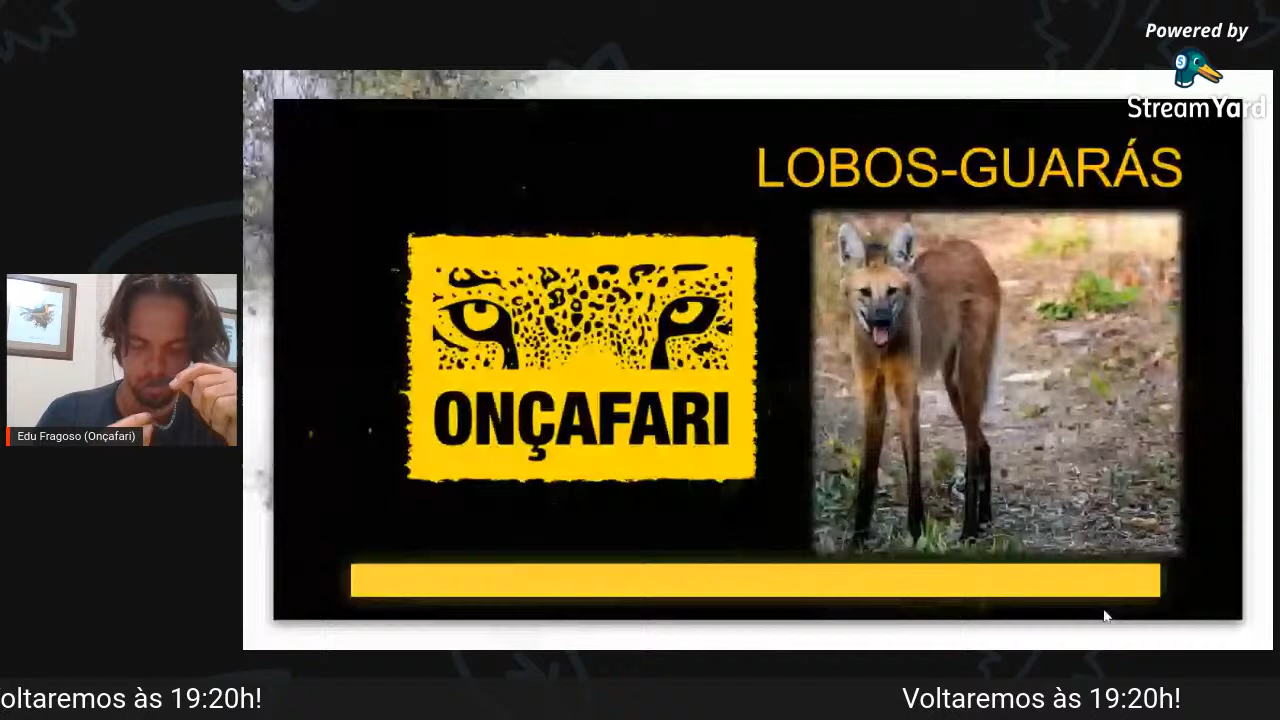 Powered by
StreamYard
LOBOS-GUARÁS
ONÇAFARI
Edu Fragoso (Onçafari)
oltaremos às 19:20h!
Voltaremos às 19:20h!